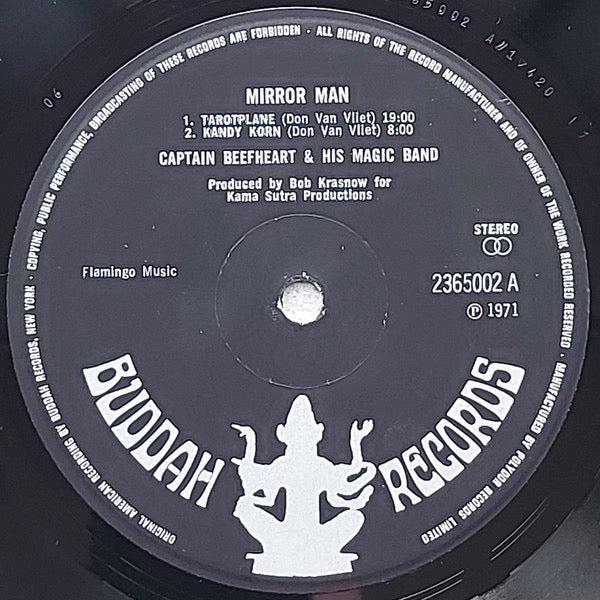 ORIGINAL AMERICAN RECORDING BY BUDDAH RECORDS, NEW YORK · COPYING, PUBLIC PERFORMANCE, BROADCASTING OF THESE RECORDS ARE FORBIDDEN · ALL RIGHTS OF THE RECORD MANUFACTURER AND OF OWNER OF THE WORK RECORDED RESERVED · MANUFACTURED BY POLYDOR RECORDS LIMITED
06
MIRROR MAN
1. TAROTPLANE (Don Van Vliet) 19:00
2. KANDY KORN (Don Van Vliet) 8:00
CAPTAIN BEEFHEART & HIS MAGIC BAND
Produced by Bob Krasnow for
Kama Sutra Productions
STEREO
Flamingo Music
2365002 A
℗ 1971
BUDDAH RECORDS